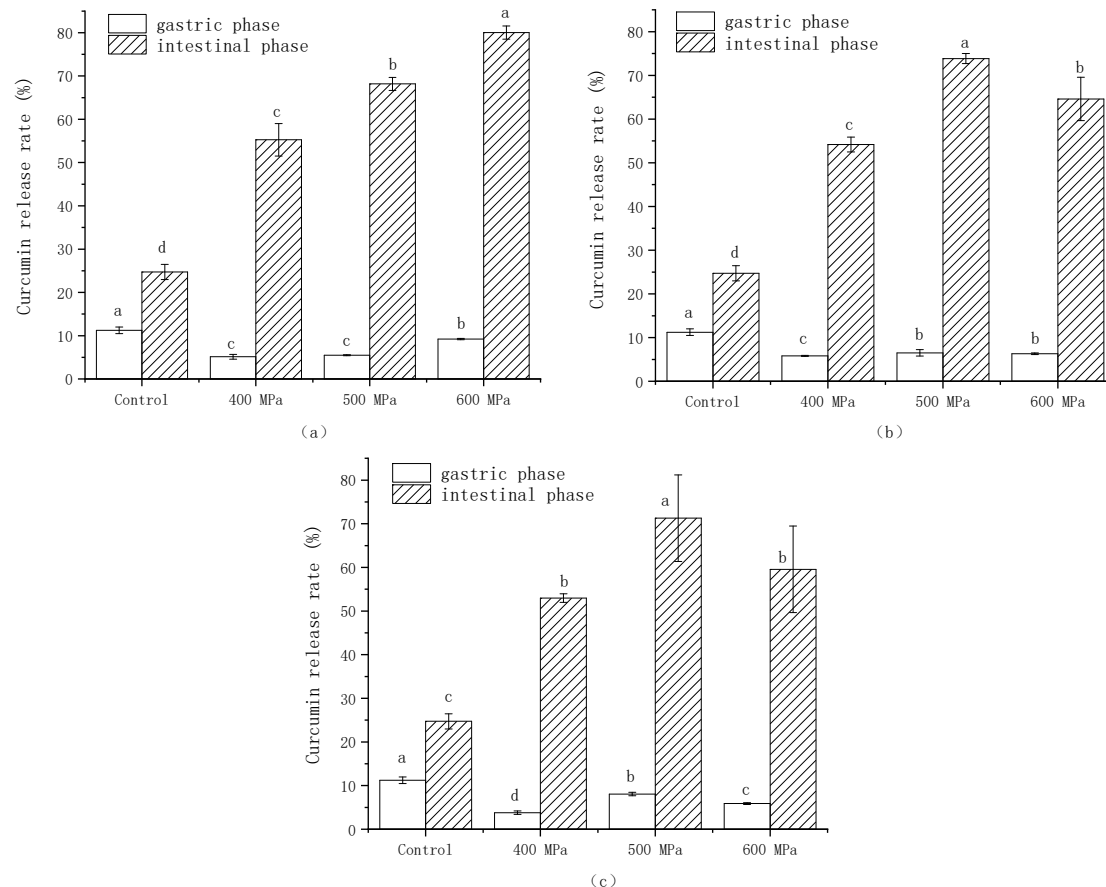 gastric phase
intestinal phase
Curcumin release rate (%)
80
70
60
50
40
30
20
10
0
a
d
c
c
c
b
b
a
Control
400 MPa
500 MPa
600 MPa
（a）
gastric phase
intestinal phase
Curcumin release rate (%)
80
70
60
50
40
30
20
10
0
a
d
c
c
b
a
b
b
Control
400 MPa
500 MPa
600 MPa
（b）
gastric phase
intestinal phase
Curcumin release rate (%)
80
70
60
50
40
30
20
10
0
a
c
d
b
b
a
c
b
Control
400 MPa
500 MPa
600 MPa
（c）